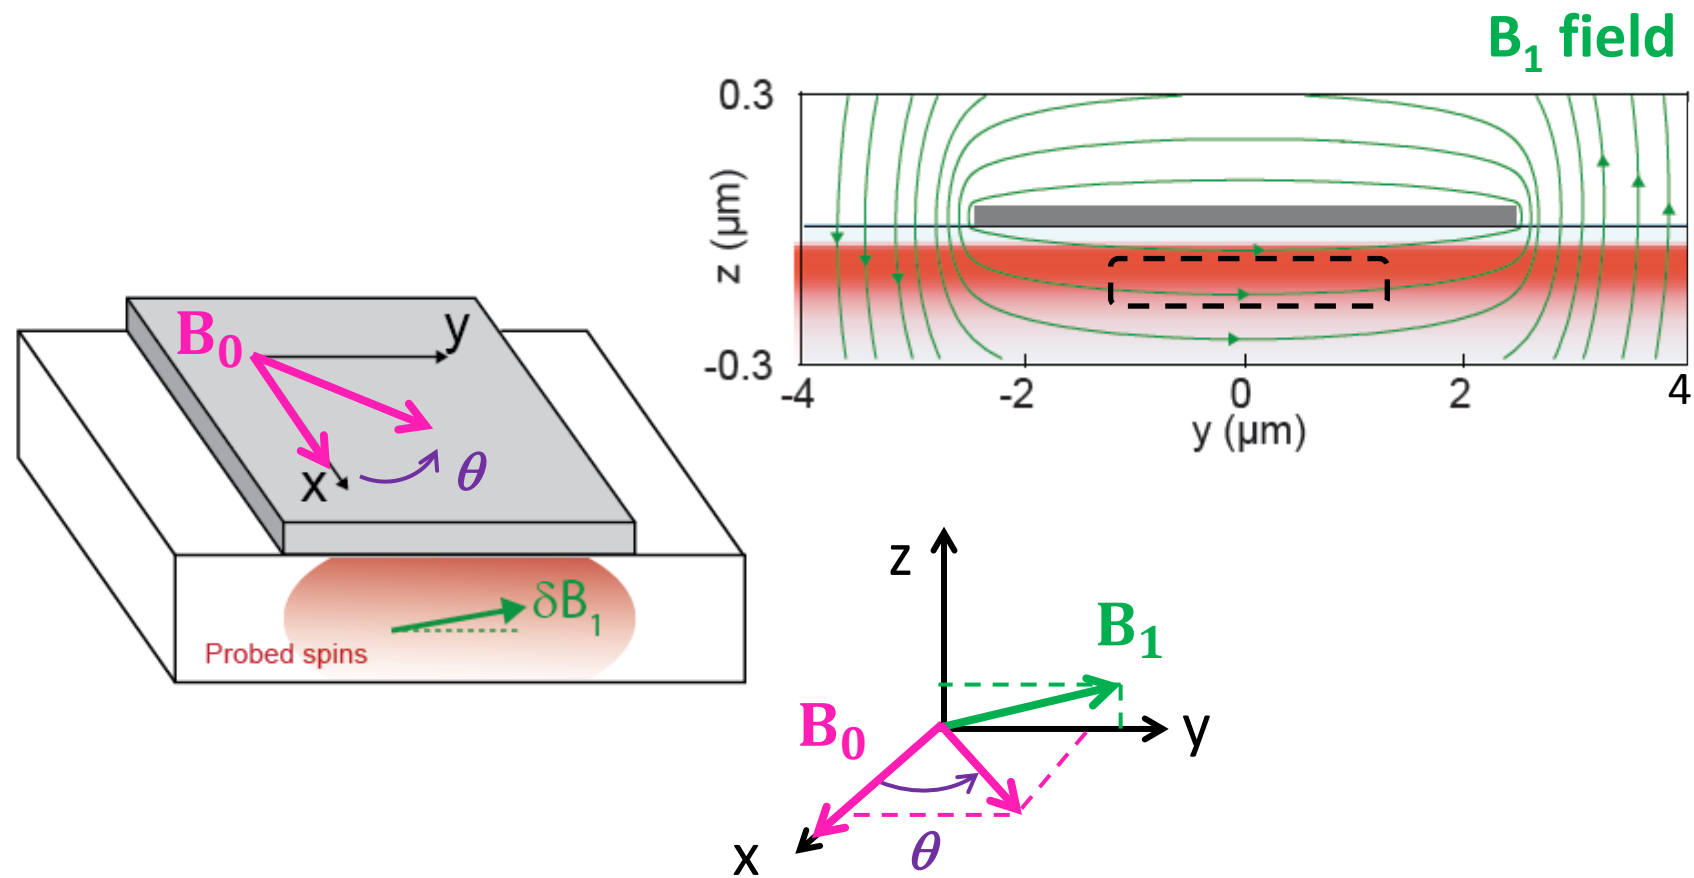 B₁ field
0.3
z (µm)
-0.3
-4
-2
0
2
4
y (µm)
B₀
y
x
θ
δB₁
Probed spins
z
B₁
B₀
y
x
θ